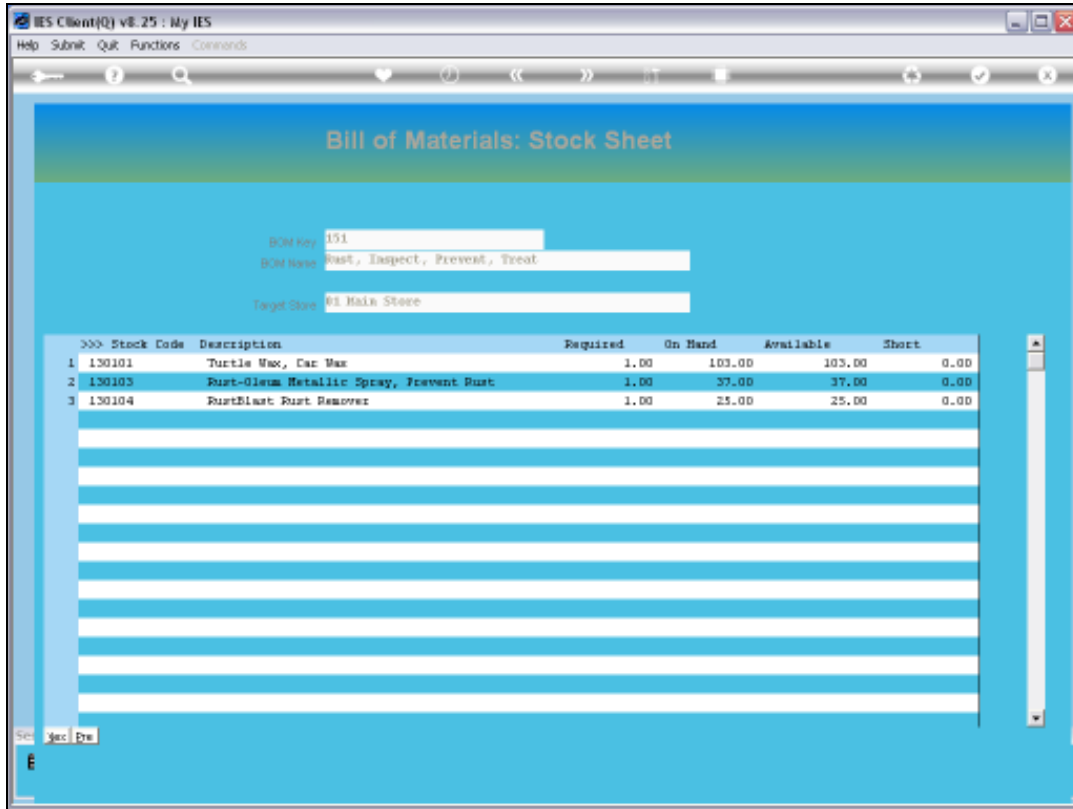 IES Client(Q) v8.25 : My IES
Help Submit Quit Functions Commands
Bill of Materials: Stock Sheet
BOM Key 151
BOM Name Rust, Inspect, Prevent, Treat
Target Store 01 Main Store
>>> Stock Code Description Required On Hand Available Short
1 130101 Turtle Wax, Car Wax 1.00 103.00 103.00 0.00
2 130103 Rust-Oleum Metallic Spray, Prevent Rust 1.00 37.00 37.00 0.00
3 130104 RustBlast Rust Remover 1.00 25.00 25.00 0.00
Nex Pre